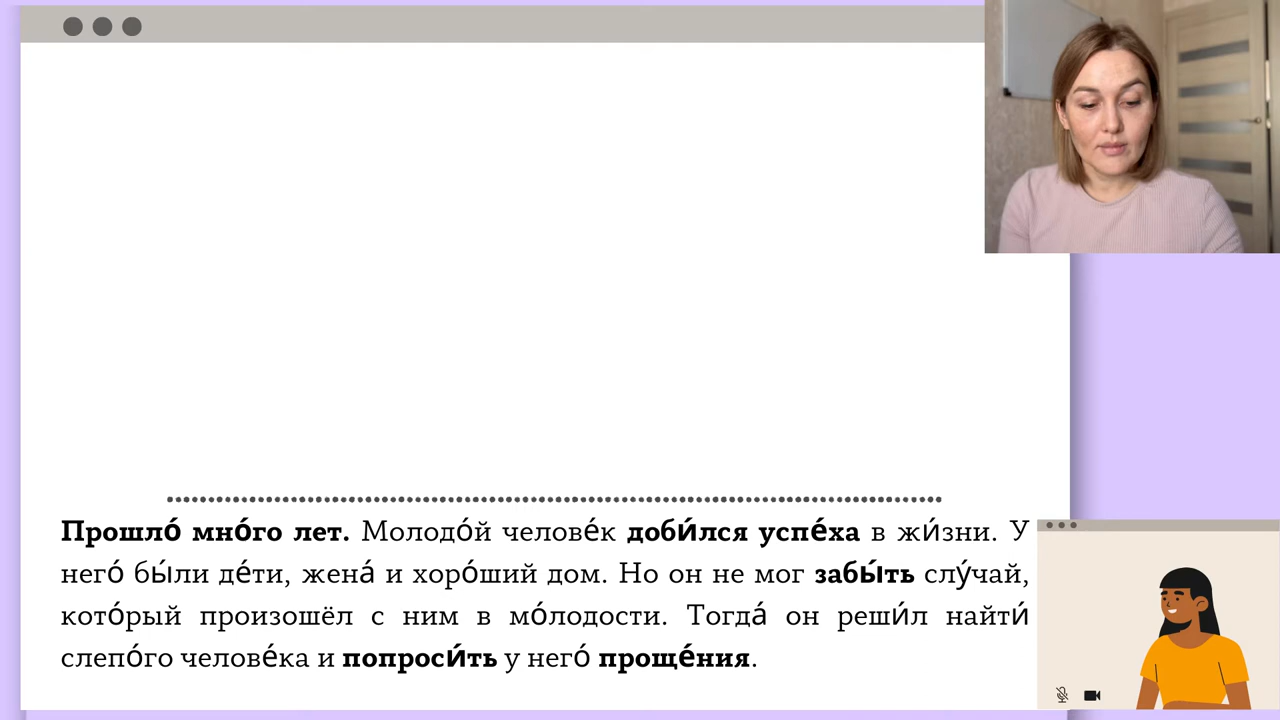 Прошло́ мно́го лет. Молодо́й челове́к доби́лся успе́ха в жи́зни. У
него́ бы́ли де́ти, жена́ и хоро́ший дом. Но он не мог забы́ть слу́чай,
кото́рый произошёл с ним в мо́лодости. Тогда́ он реши́л найти́
слепо́го челове́ка и попроси́ть у него́ проще́ния.